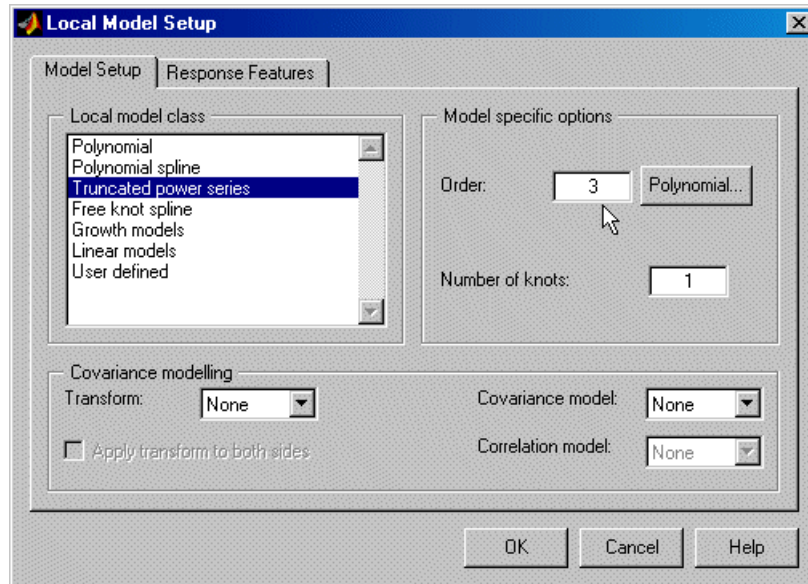 Local Model Setup
Model Setup
Response Features
Local model class
Polynomial
Polynomial spline
Truncated power series
Free knot spline
Growth models
Linear models
User defined
Model specific options
Order:
3
Polynomial...
Number of knots:
1
Covariance modelling
Transform:
None
Apply transform to both sides
Covariance model:
None
Correlation model:
None
OK
Cancel
Help